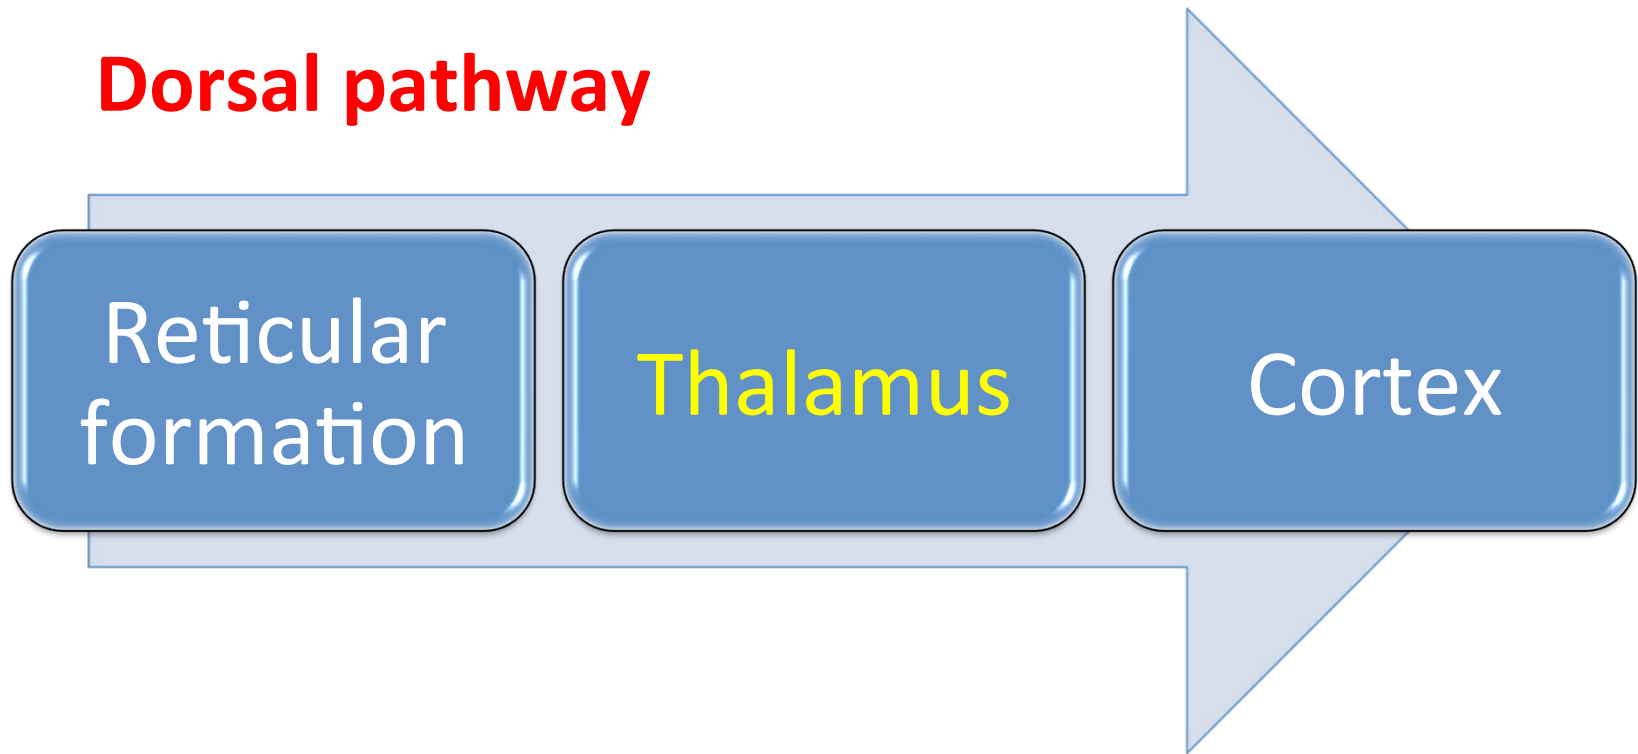 Dorsal pathway
Reticular
formation
Thalamus
Cortex